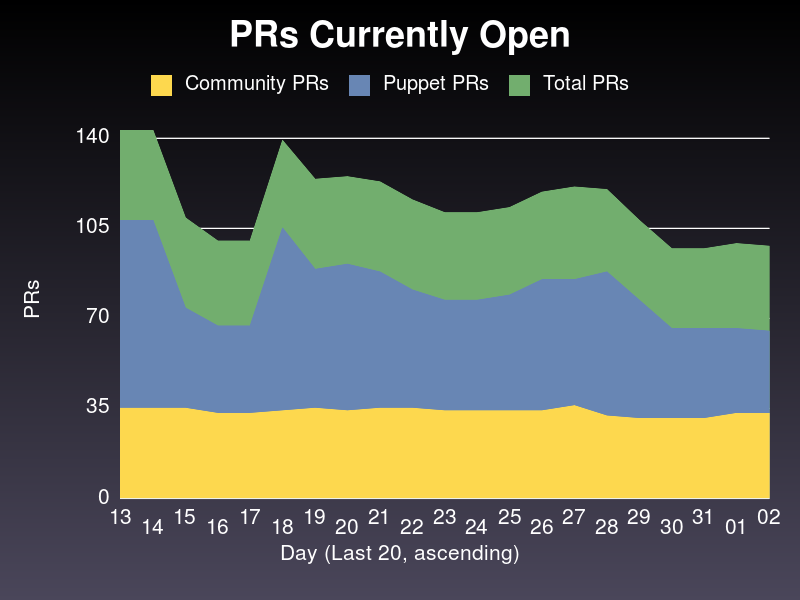 PRs Currently Open
Community PRs Puppet PRs Total PRs
140
105
70
35
0
PRs
13 14 15 16 17 18 19 20 21 22 23 24 25 26 27 28 29 30 31 01 02
Day (Last 20, ascending)